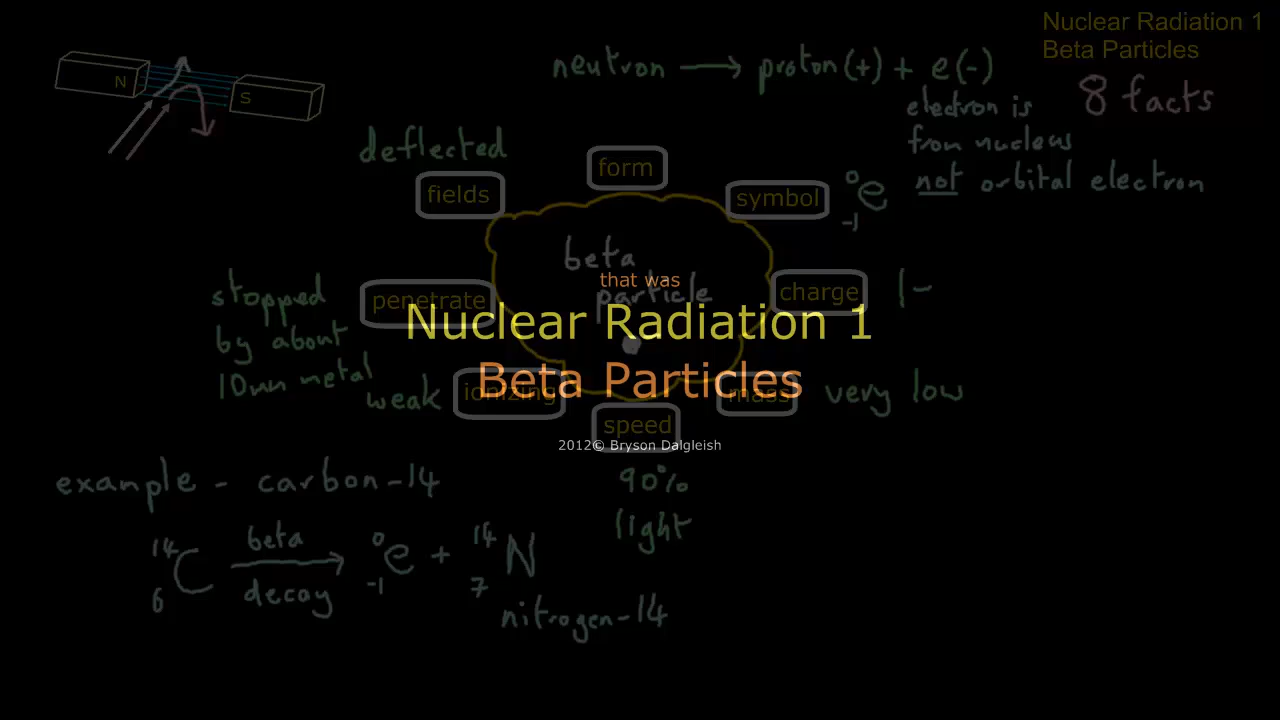 Nuclear Radiation 1
Beta Particles
8 facts
neutron → proton (+) + e (-)
electron is
from nucleus
not orbital electron
N
S
deflected
fields
form
symbol
0
-1 e
beta
particle
charge
1-
penetrate
stopped
by about
10mm metal
that was
Nuclear Radiation 1
Beta Particles
2012© Bryson Dalgleish
ionizing
weak
mass
very low
speed
90%
light
example - carbon-14
14 6 C beta decay → 0 -1 e + 14 7 N
nitrogen-14